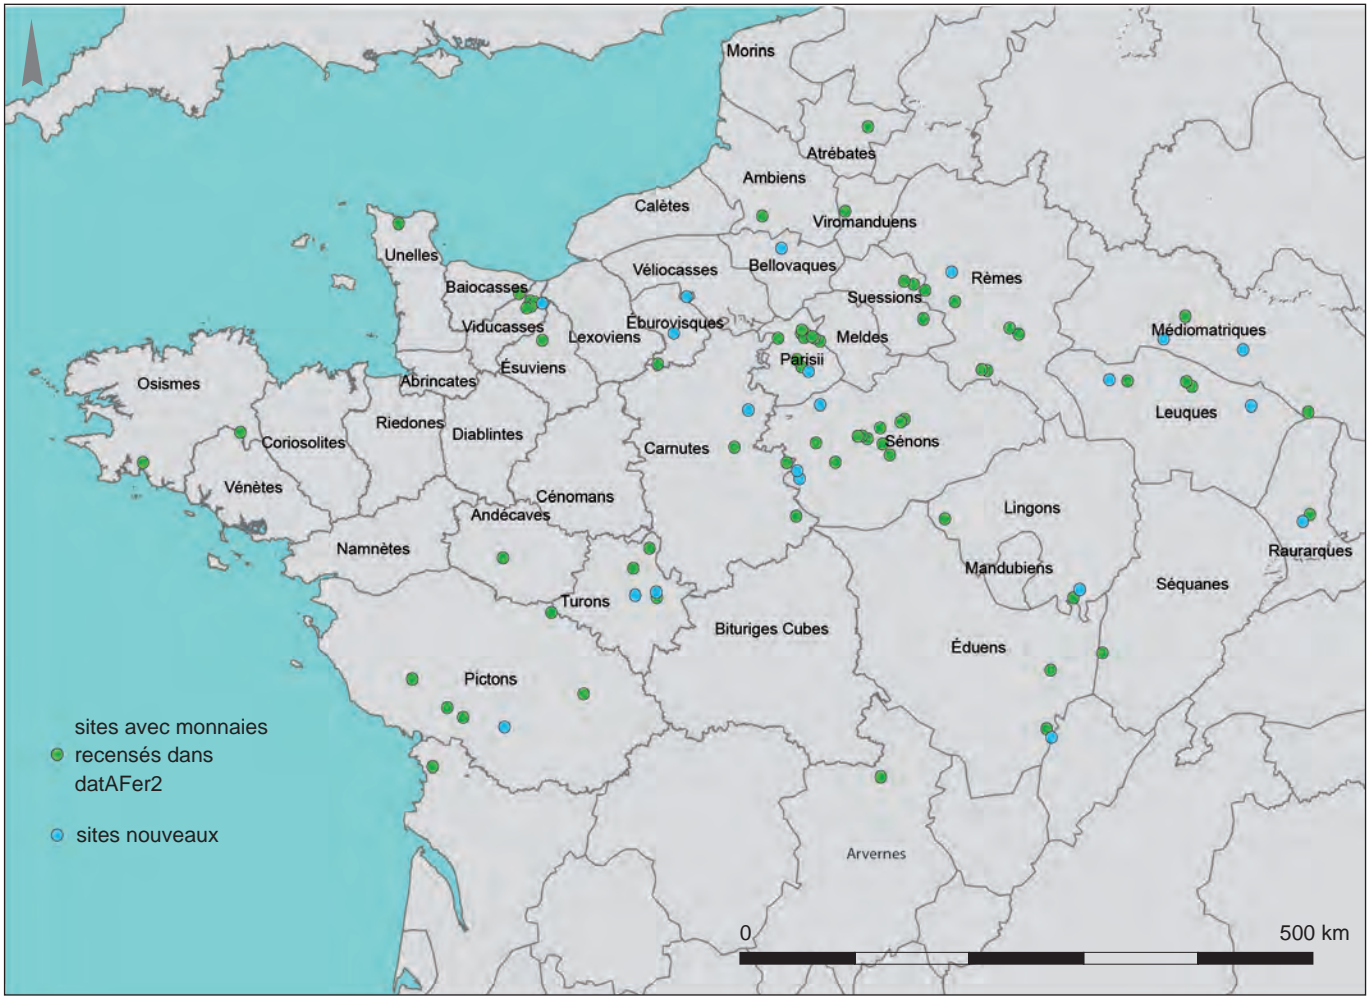 Morins
Atrébates
Ambiens
Calètes
Viromanduens
Unelles
Bellovaques
Véliocasses
Rèmes
Baiocasses
Suessions
Éburovisques
Viducasses
Lexoviens
Meldes
Médiomatriques
Parisii
Ésuviens
Osismes
Abrincates
Leuques
Riedones
Diablintes
Coriosolites
Carnutes
Sénons
Vénètes
Cénomans
Andécaves
Lingons
Namnètes
Raurarques
Mandubiens
Séquanes
Turons
Bituriges Cubes
Éduens
Pictons
sites avec monnaies
recensés dans
datAFer2
sites nouveaux
Arvernes
0 500 km